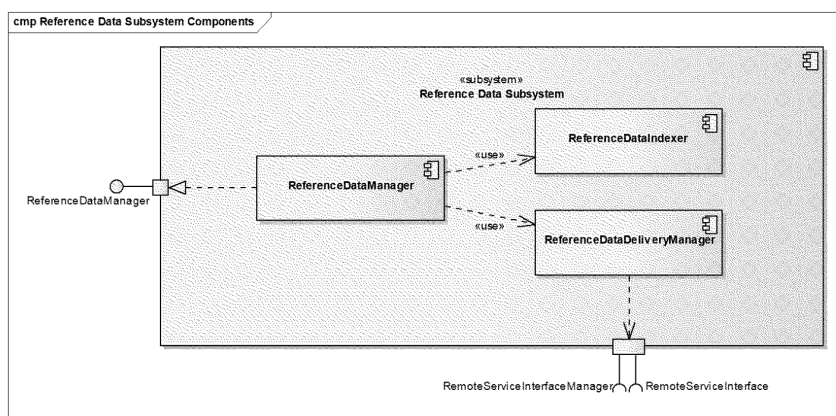 cmp Reference Data Subsystem Components
«subsystem»
Reference Data Subsystem
ReferenceDataIndexer
«use»
ReferenceDataManager
ReferenceDataManager
«use»
ReferenceDataDeliveryManager
RemoteServiceInterfaceManager
RemoteServiceInterface